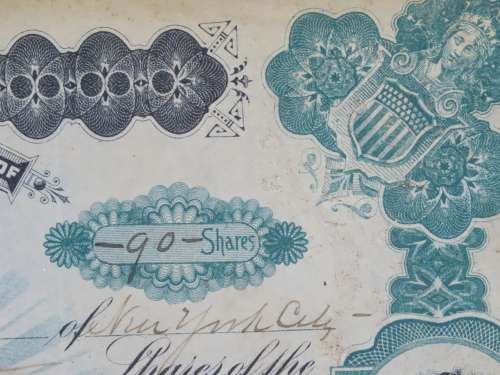 OF
-90- Shares
of New York City -
Shares of the